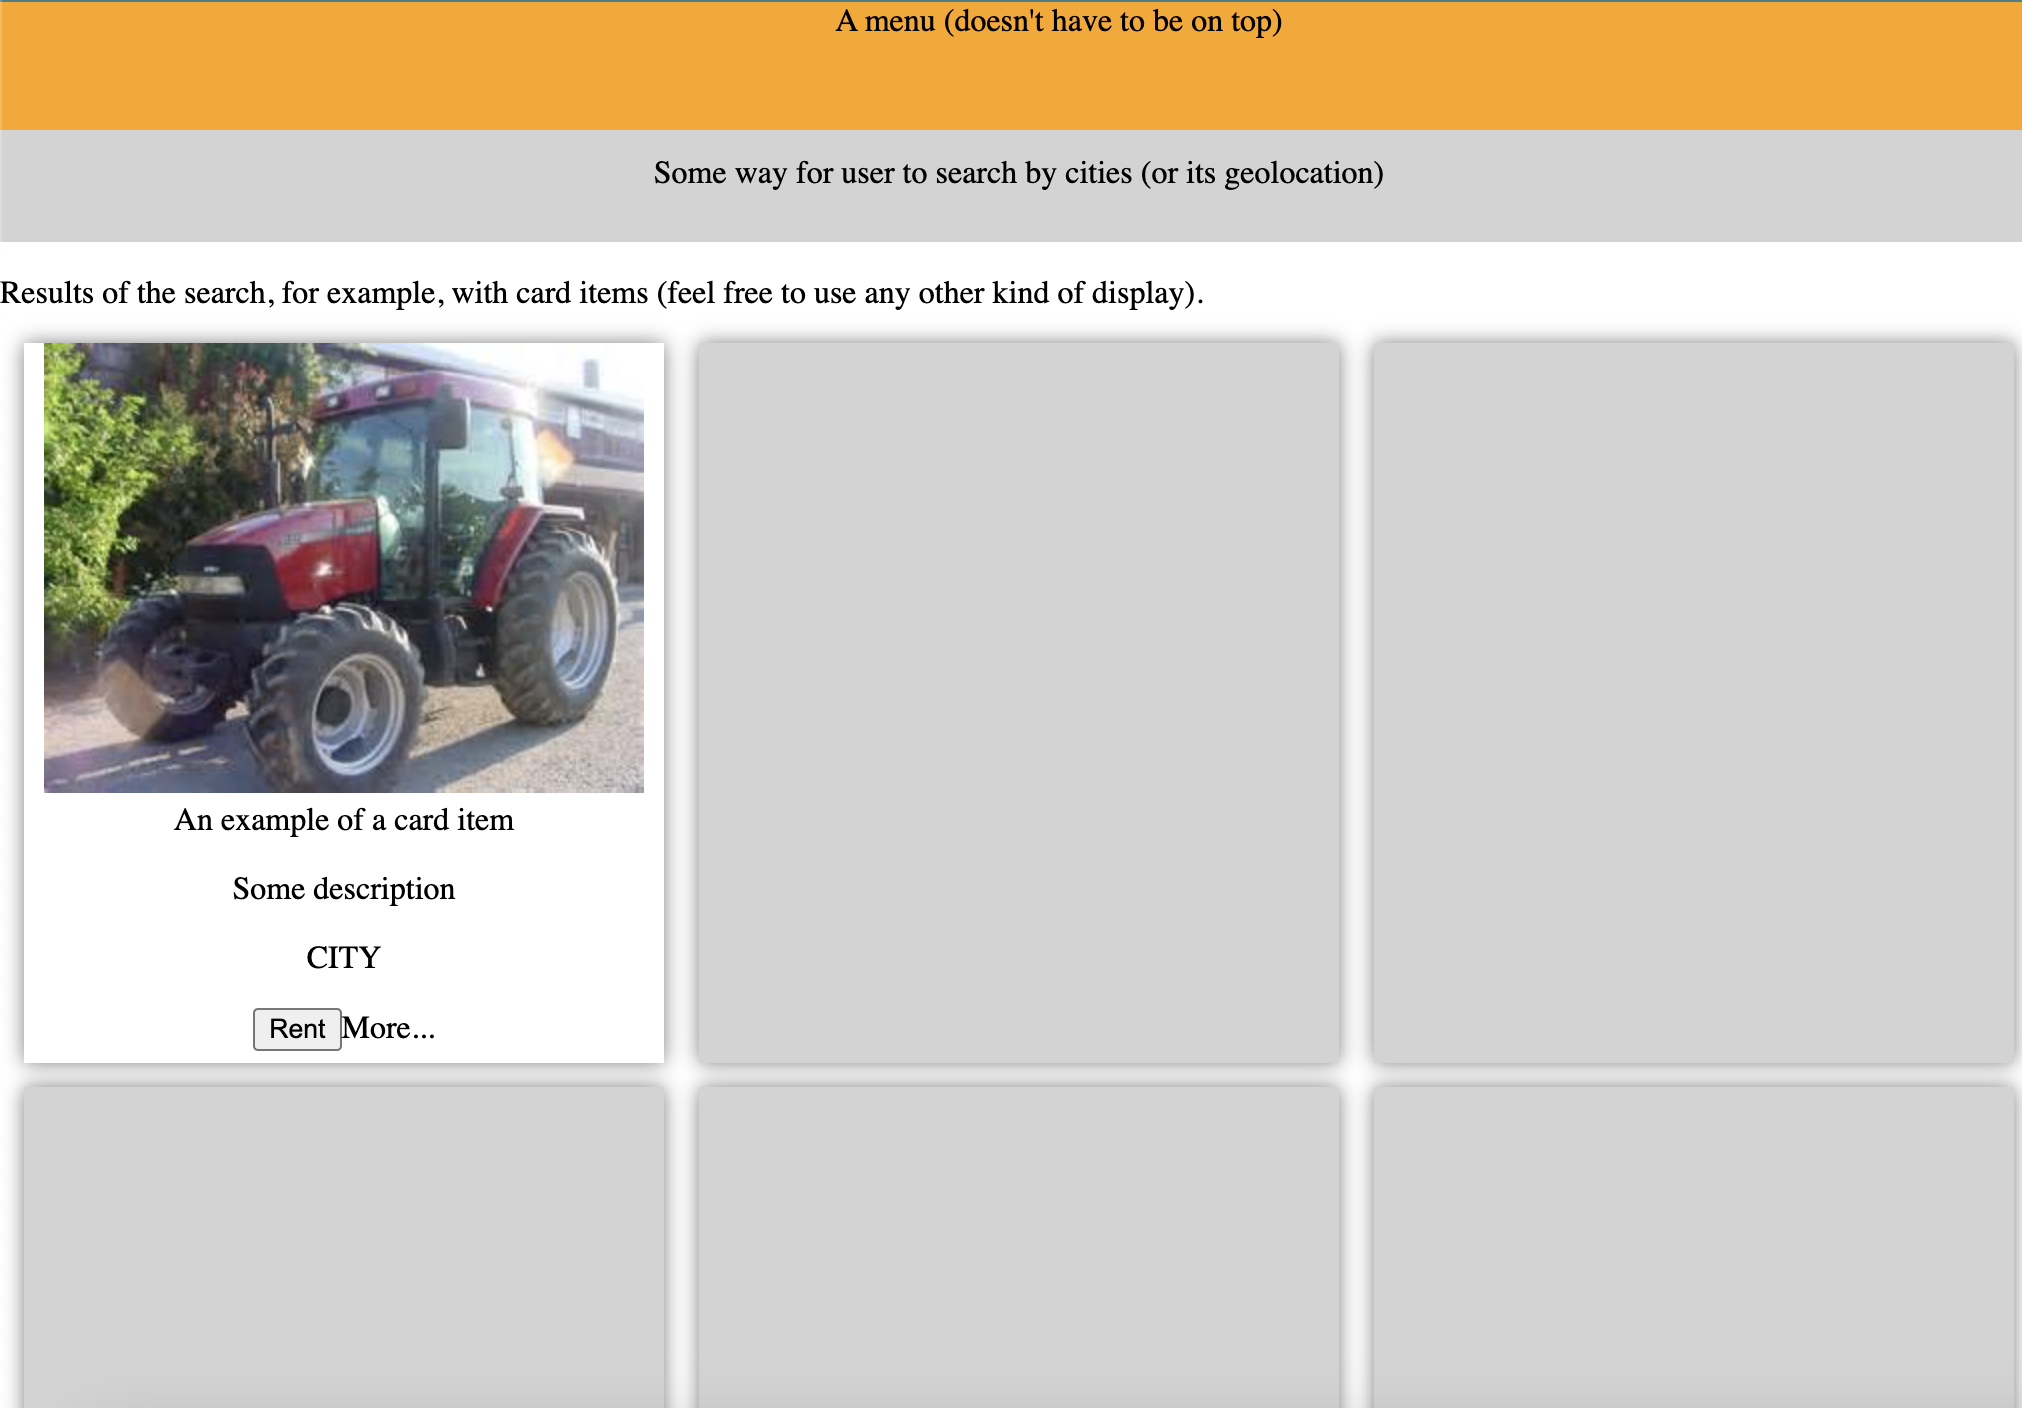 A menu (doesn't have to be on top)
Some way for user to search by cities (or its geolocation)
Results of the search, for example, with card items (feel free to use any other kind of display).
An example of a card item
Some description
CITY
Rent More...